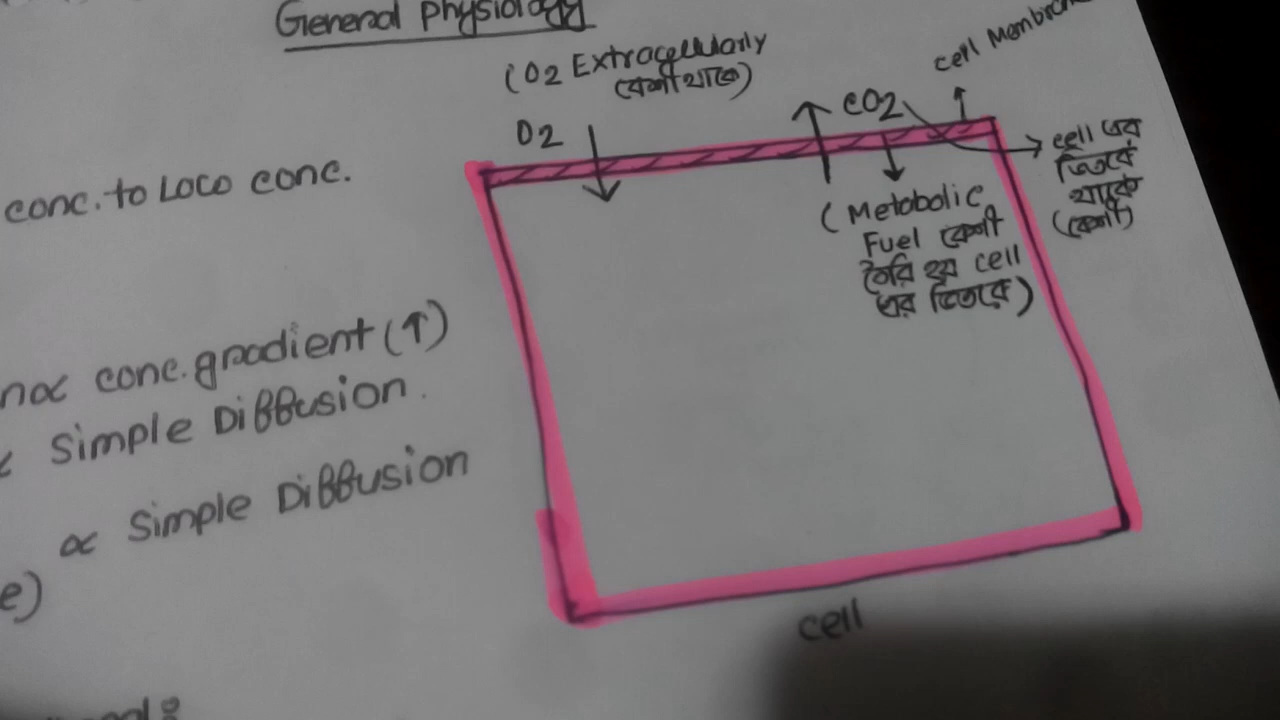 General Physiology
(O2 Extracellularly
বেশী থাকে)
cell Membrane
O2
CO2
cell এর
ভিতরে
থাকে
(বেশী)
conc. to Low conc.
(Metabolic
Fuel বেশী
তৈরি হয় cell
এর ভিতরে)
conc. gradient (↑)
Simple Diffusion.
∝ Simple Diffusion
e)
cell